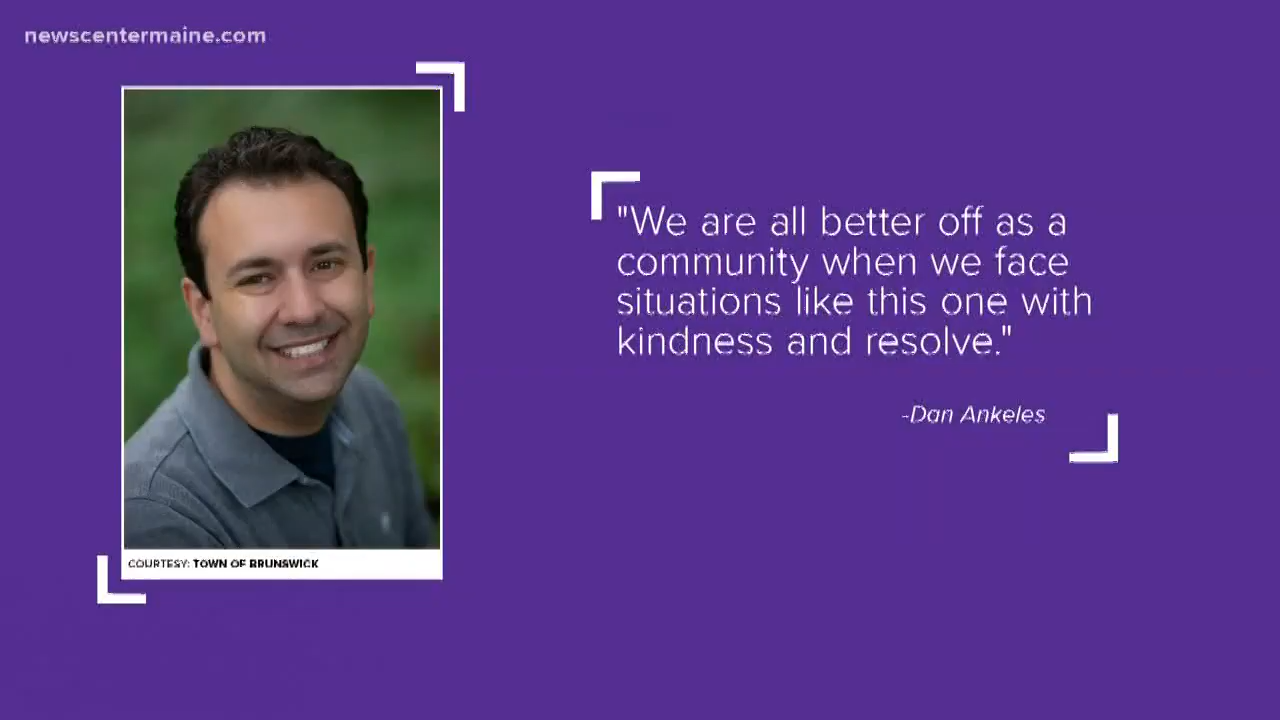 newscentermaine.com
"We are all better off as a
community when we face
situations like this one with
kindness and resolve."
-Dan Ankeles
COURTESY: TOWN OF BRUNSWICK